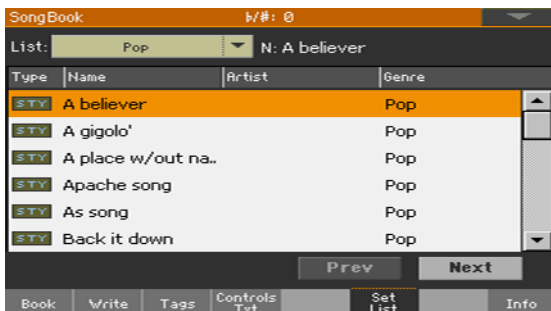 SongBook b/#: 0
List: Pop N: A believer
Type Name Artist Genre
STY A believer Pop
STY A gigolo' Pop
STY A place w/out na.. Pop
STY Apache song Pop
STY As song Pop
STY Back it down Pop
Prev Next
Book Write Tags Controls Txt Set List Info